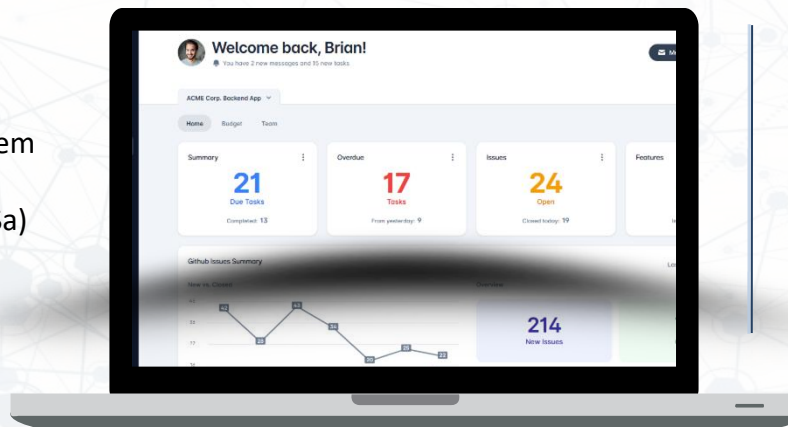 Welcome back, Brian!
You have 2 new messages and 15 new tasks
ACME Corp. Backend App
Home Budget Team
em
a)
Summary
21
Due Tasks
Completed: 13
Overdue
17
Tasks
From yesterday: 9
Issues
24
Open
Closed today: 19
Features
Github Issues Summary
New vs. Closed
Overview
214
New Issues